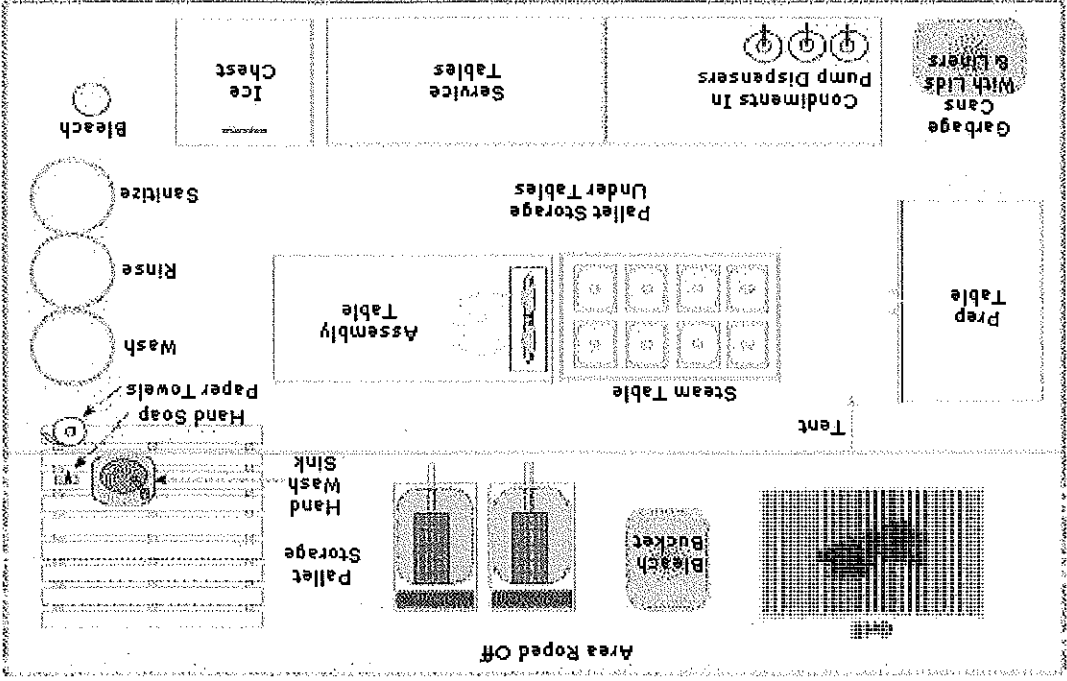 Area Roped Off
Grill
Bleach
Bucket
Pallet
Storage
Hand
Wash
Sink
Tent
Hand Soap
Paper Towels
Steam Table
Prep
Table
Assembly
Table
Wash
Rinse
Sanitize
Pallet Storage
Under Tables
Garbage
Cans
With Lids
& Liners
Condiments In
Pump Dispensers
Service
Tables
Ice
Chest
Bleach